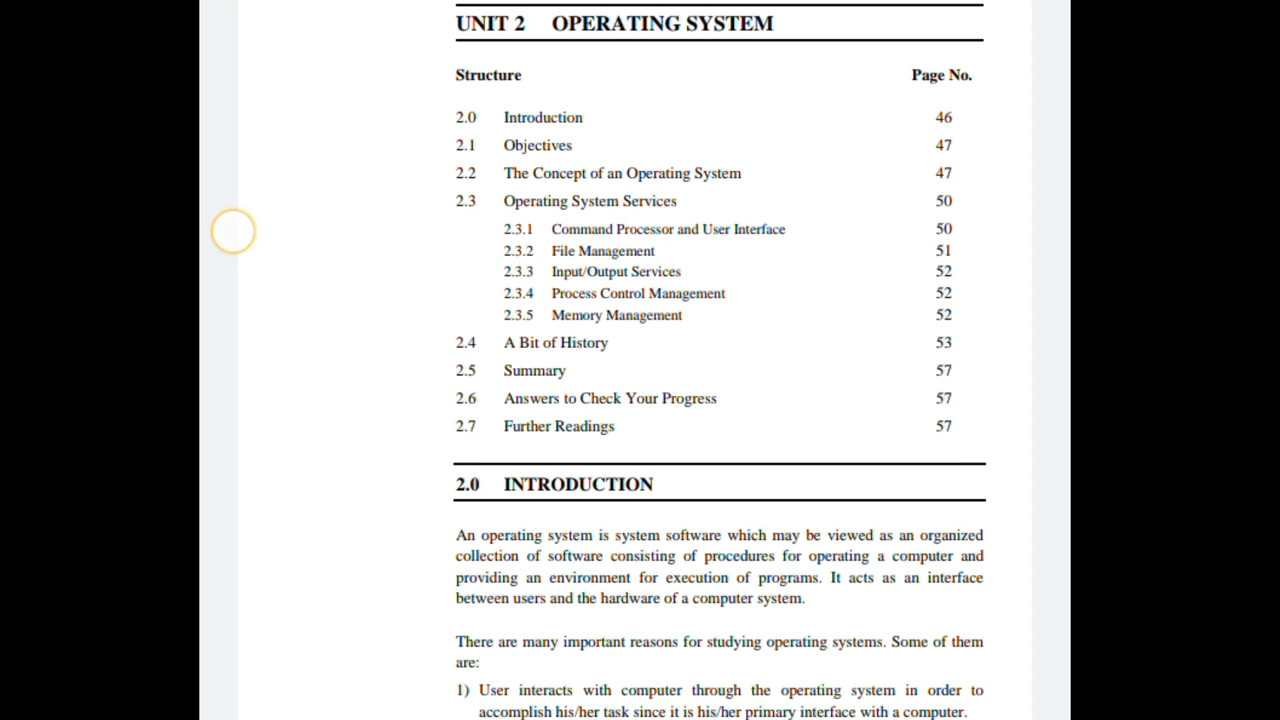 UNIT 2 OPERATING SYSTEM
Structure Page No.
2.0 Introduction 46
2.1 Objectives 47
2.2 The Concept of an Operating System 47
2.3 Operating System Services 50
2.3.1 Command Processor and User Interface 50
2.3.2 File Management 51
2.3.3 Input/Output Services 52
2.3.4 Process Control Management 52
2.3.5 Memory Management 52
2.4 A Bit of History 53
2.5 Summary 57
2.6 Answers to Check Your Progress 57
2.7 Further Readings 57
2.0 INTRODUCTION
An operating system is system software which may be viewed as an organized
collection of software consisting of procedures for operating a computer and
providing an environment for execution of programs. It acts as an interface
between users and the hardware of a computer system.
There are many important reasons for studying operating systems. Some of them
are:
1) User interacts with computer through the operating system in order to
accomplish his/her task since it is his/her primary interface with a computer.